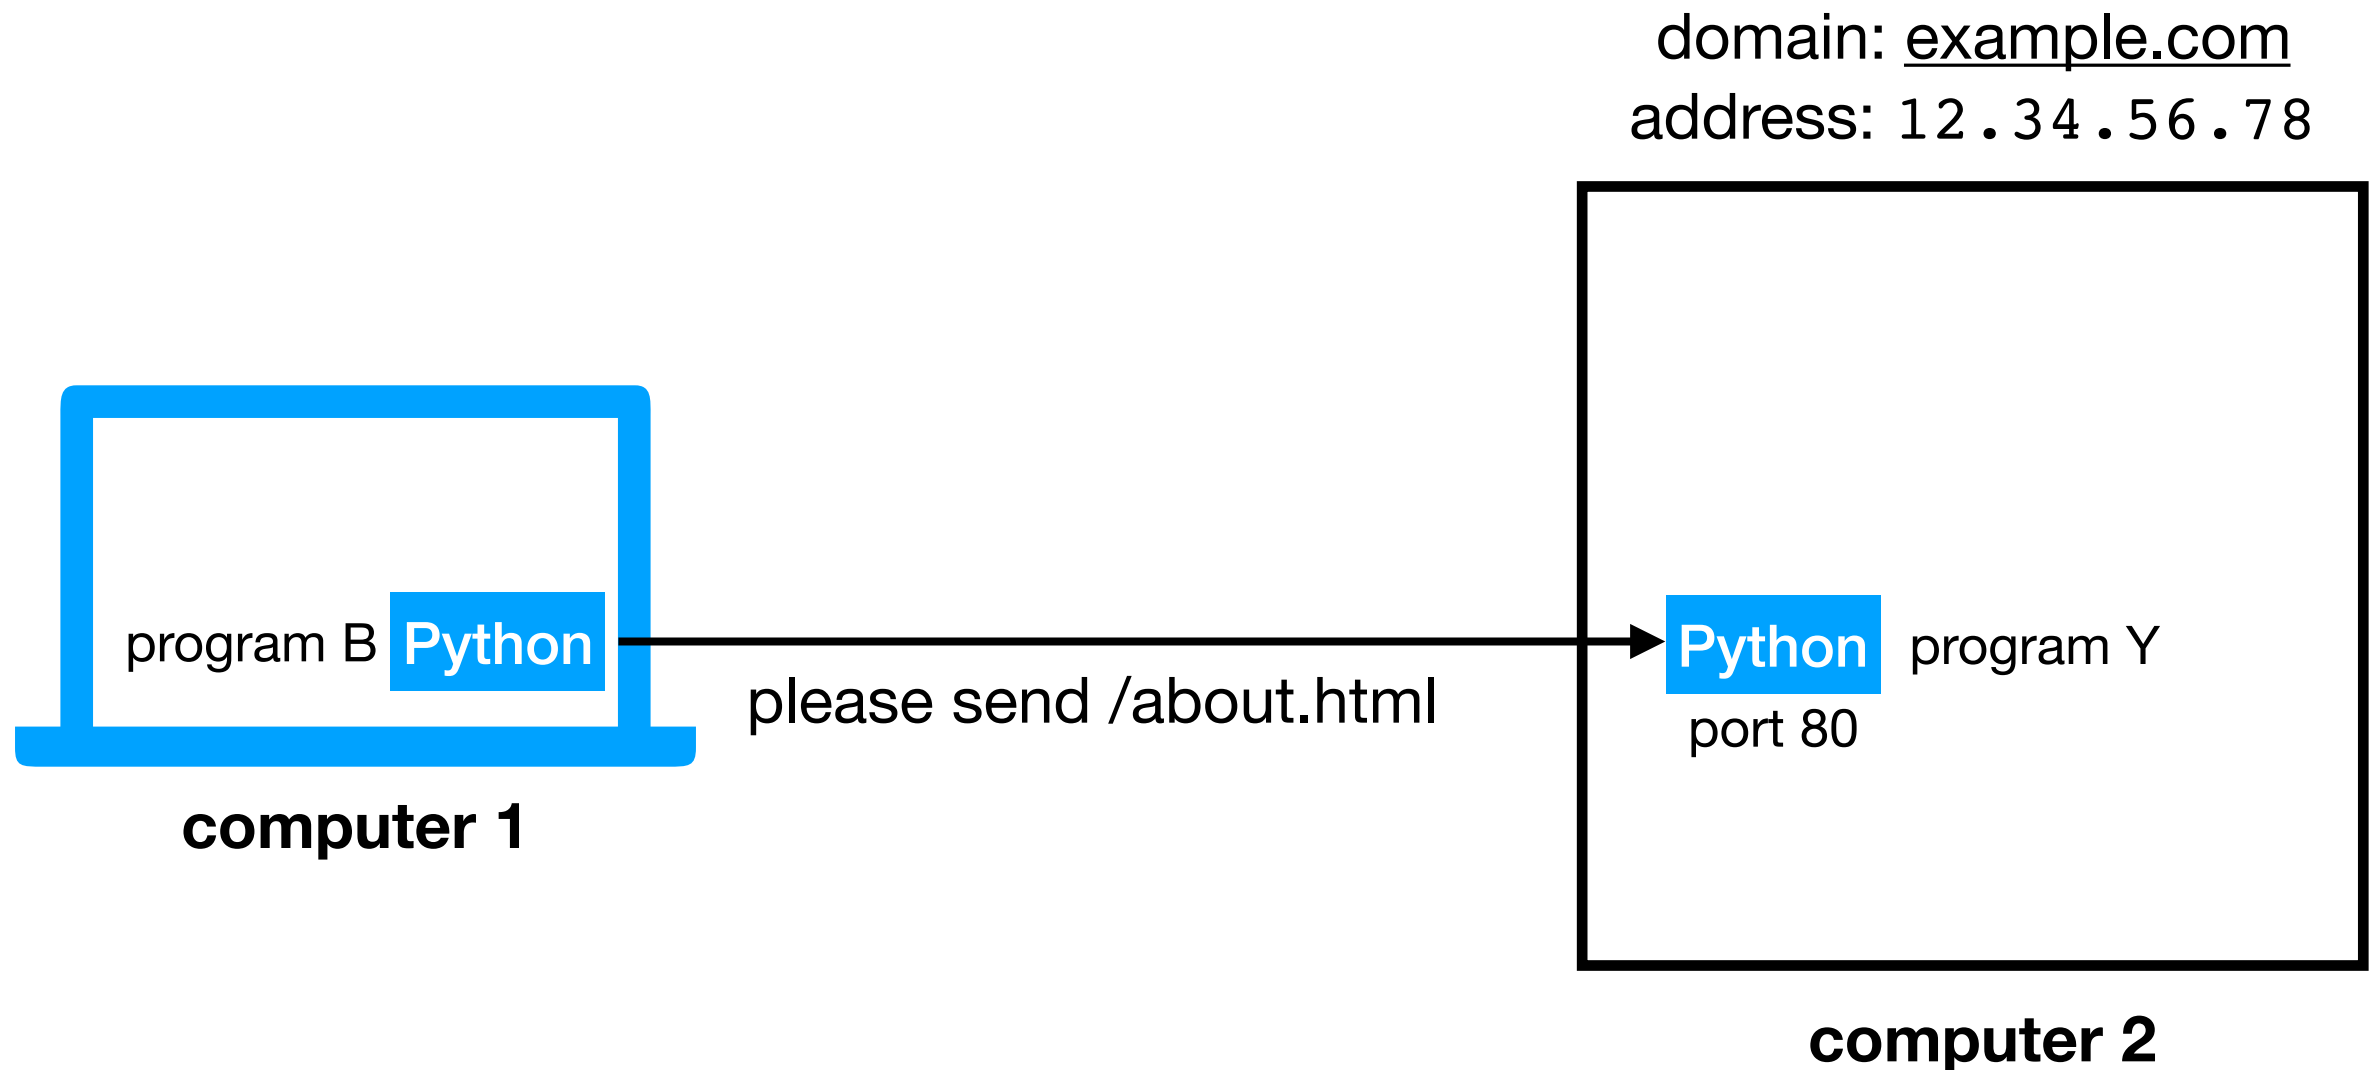 domain: example.com
address: 12.34.56.78
program B Python
please send /about.html
Python program Y
port 80
computer 1
computer 2